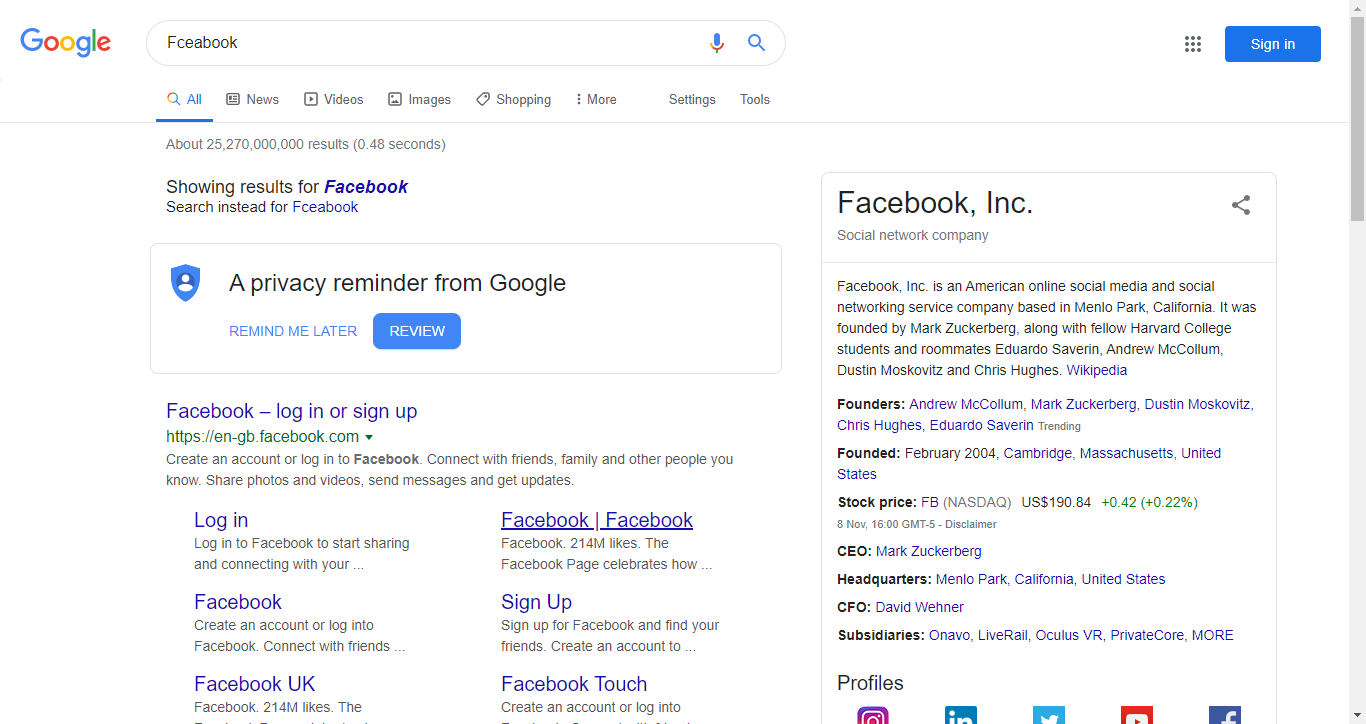 Google
Fceabook
Sign in
All News Videos Images Shopping More Settings Tools
About 25,270,000,000 results (0.48 seconds)
Showing results for Facebook
Search instead for Fceabook
A privacy reminder from Google
REMIND ME LATER REVIEW
Facebook – log in or sign up
https://en-gb.facebook.com
Create an account or log in to Facebook. Connect with friends, family and other people you
know. Share photos and videos, send messages and get updates.
Log in
Log in to Facebook to start sharing
and connecting with your ...
Facebook | Facebook
Facebook. 214M likes. The
Facebook Page celebrates how ...
Facebook
Create an account or log into
Facebook. Connect with friends ...
Sign Up
Sign up for Facebook and find your
friends. Create an account to ...
Facebook UK
Facebook. 214M likes. The
Facebook Touch
Create an account or log into
Facebook, Inc.
Social network company
Facebook, Inc. is an American online social media and social
networking service company based in Menlo Park, California. It was
founded by Mark Zuckerberg, along with fellow Harvard College
students and roommates Eduardo Saverin, Andrew McCollum,
Dustin Moskovitz and Chris Hughes. Wikipedia
Founders: Andrew McCollum, Mark Zuckerberg, Dustin Moskovitz,
Chris Hughes, Eduardo Saverin Trending
Founded: February 2004, Cambridge, Massachusetts, United
States
Stock price: FB (NASDAQ) US$190.84 +0.42 (+0.22%)
8 Nov, 16:00 GMT-5 - Disclaimer
CEO: Mark Zuckerberg
Headquarters: Menlo Park, California, United States
CFO: David Wehner
Subsidiaries: Onavo, LiveRail, Oculus VR, PrivateCore, MORE
Profiles